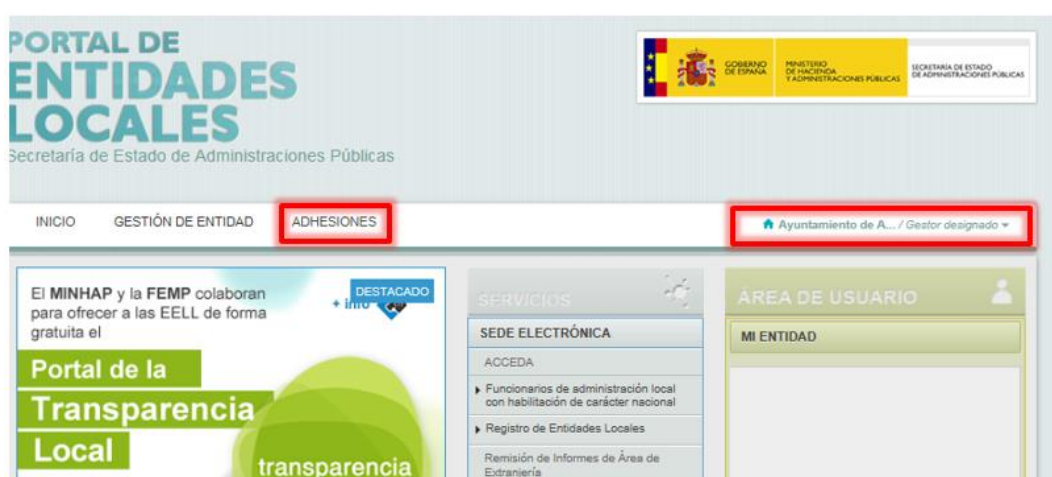 PORTAL DE
ENTIDADES
LOCALES
Secretaría de Estado de Administraciones Públicas
GOBIERNO
DE ESPAÑA
MINISTERIO
DE HACIENDA
Y ADMINISTRACIONES PÚBLICAS
SECRETARÍA DE ESTADO
DE ADMINISTRACIONES PÚBLICAS
INICIO GESTIÓN DE ENTIDAD ADHESIONES
Ayuntamiento de A... / Gestor designado
El MINHAP y la FEMP colaboran
para ofrecer a las EELL de forma
gratuita el
+ info
DESTACADO
Portal de la
Transparencia
Local
transparencia
SERVICIOS
SEDE ELECTRÓNICA
ACCEDA
Funcionarios de administración local
con habilitación de carácter nacional
Registro de Entidades Locales
Remisión de Informes de Área de
Extranjería
ÁREA DE USUARIO
MI ENTIDAD